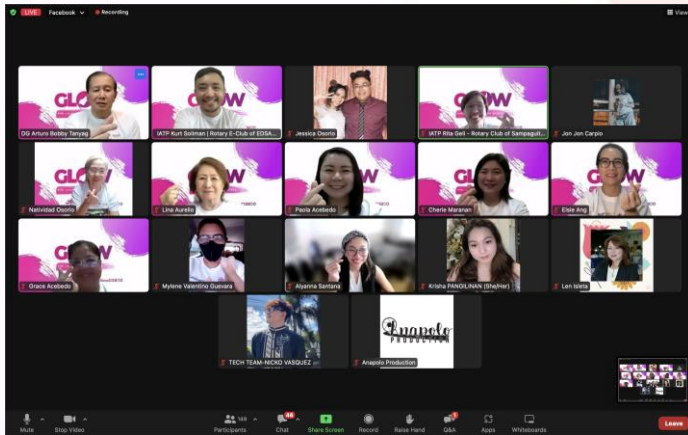 LIVE Facebook Recording View
GLOW
DG Arturo Bobby Tanyag
GLOW
IATP Kurt Soliman | Rotary E-Club of EDSA...
Jessica Osorio
GLOW
IATP Rita Geli - Rotary Club of Sampaguit...
Jon Jon Carpio
GLOW
Natividad Osorio
Lina Aurelio
Paola Acebedo
Cherie Maranan
Elsie Ang
Grace Acebedo
Mylene Valentino Guevara
Alyanna Santana
Krisha PANGILINAN (She/Her)
Len Isleta
TECH TEAM-NICKO VASQUEZ
Anapolo
PRODUCTION
Anapolo Production
Mute
Stop Video
Participants
Chat
Share Screen
Record
Raise Hand
Q&A
Apps
Whiteboards
Leave